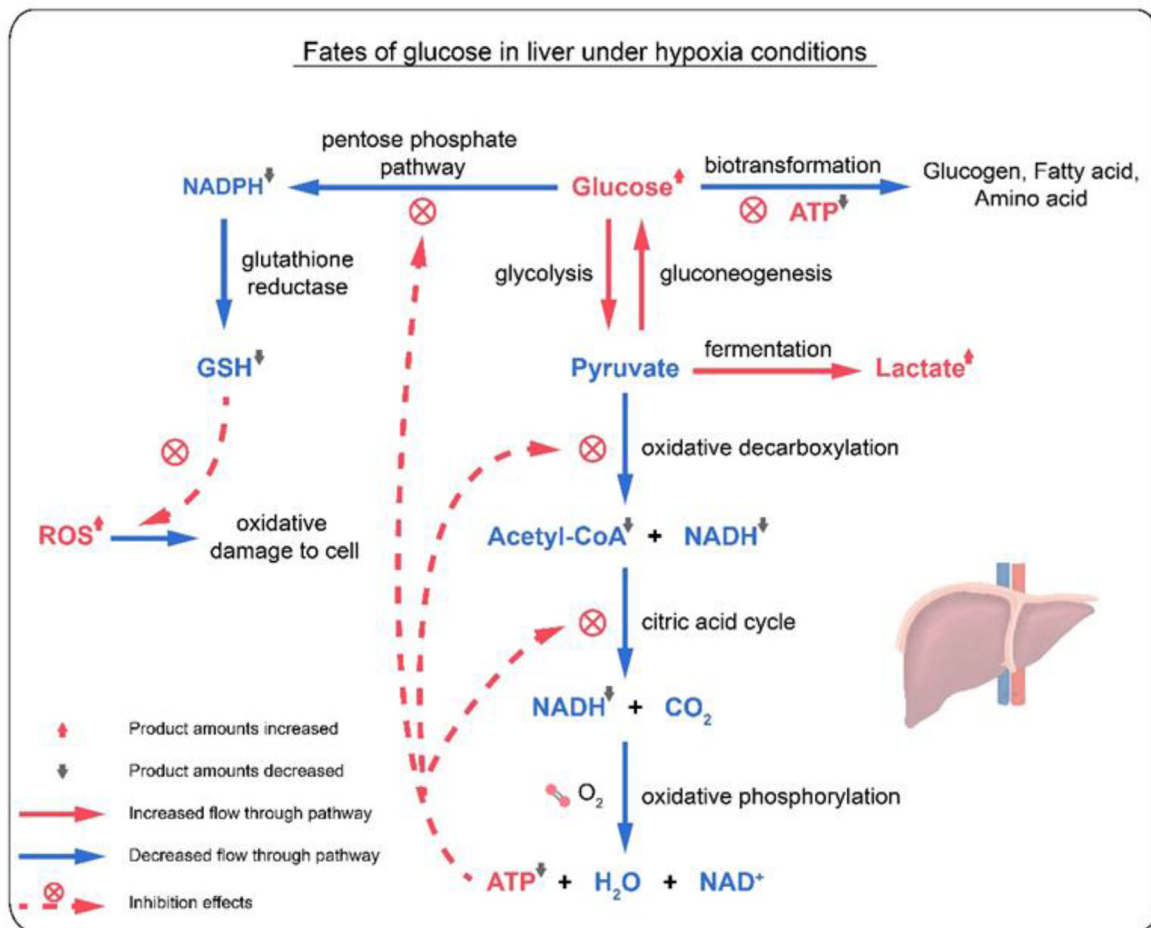 Fates of glucose in liver under hypoxia conditions
pentose phosphate
pathway
NADPH
Glucose
biotransformation
ATP
Glucogen, Fatty acid,
Amino acid
glutathione
reductase
glycolysis
gluconeogenesis
GSH
Pyruvate
fermentation
Lactate
oxidative decarboxylation
ROS
oxidative
damage to cell
Acetyl-CoA + NADH
citric acid cycle
NADH + CO₂
O₂
oxidative phosphorylation
ATP + H₂O + NAD⁺
Product amounts increased
Product amounts decreased
Increased flow through pathway
Decreased flow through pathway
Inhibition effects